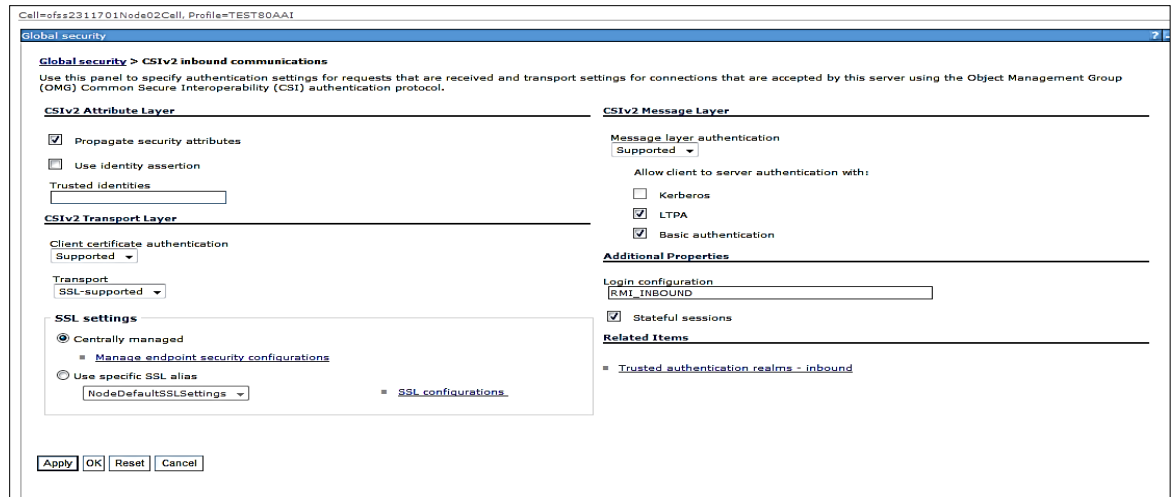 Cell=ofss2311701Node02Cell, Profile=TEST80AAI
Global security
? -
Global security > CSIv2 inbound communications
Use this panel to specify authentication settings for requests that are received and transport settings for connections that are accepted by this server using the Object Management Group
(OMG) Common Secure Interoperability (CSI) authentication protocol.
CSIv2 Attribute Layer
Propagate security attributes
Use identity assertion
Trusted identities
CSIv2 Transport Layer
Client certificate authentication
Supported
Transport
SSL-supported
SSL settings
Centrally managed
Manage endpoint security configurations
Use specific SSL alias
NodeDefaultSSLSettings
SSL configurations
CSIv2 Message Layer
Message layer authentication
Supported
Allow client to server authentication with:
Kerberos
LTPA
Basic authentication
Additional Properties
Login configuration
RMI_INBOUND
Stateful sessions
Related Items
Trusted authentication realms - inbound
Apply OK Reset Cancel